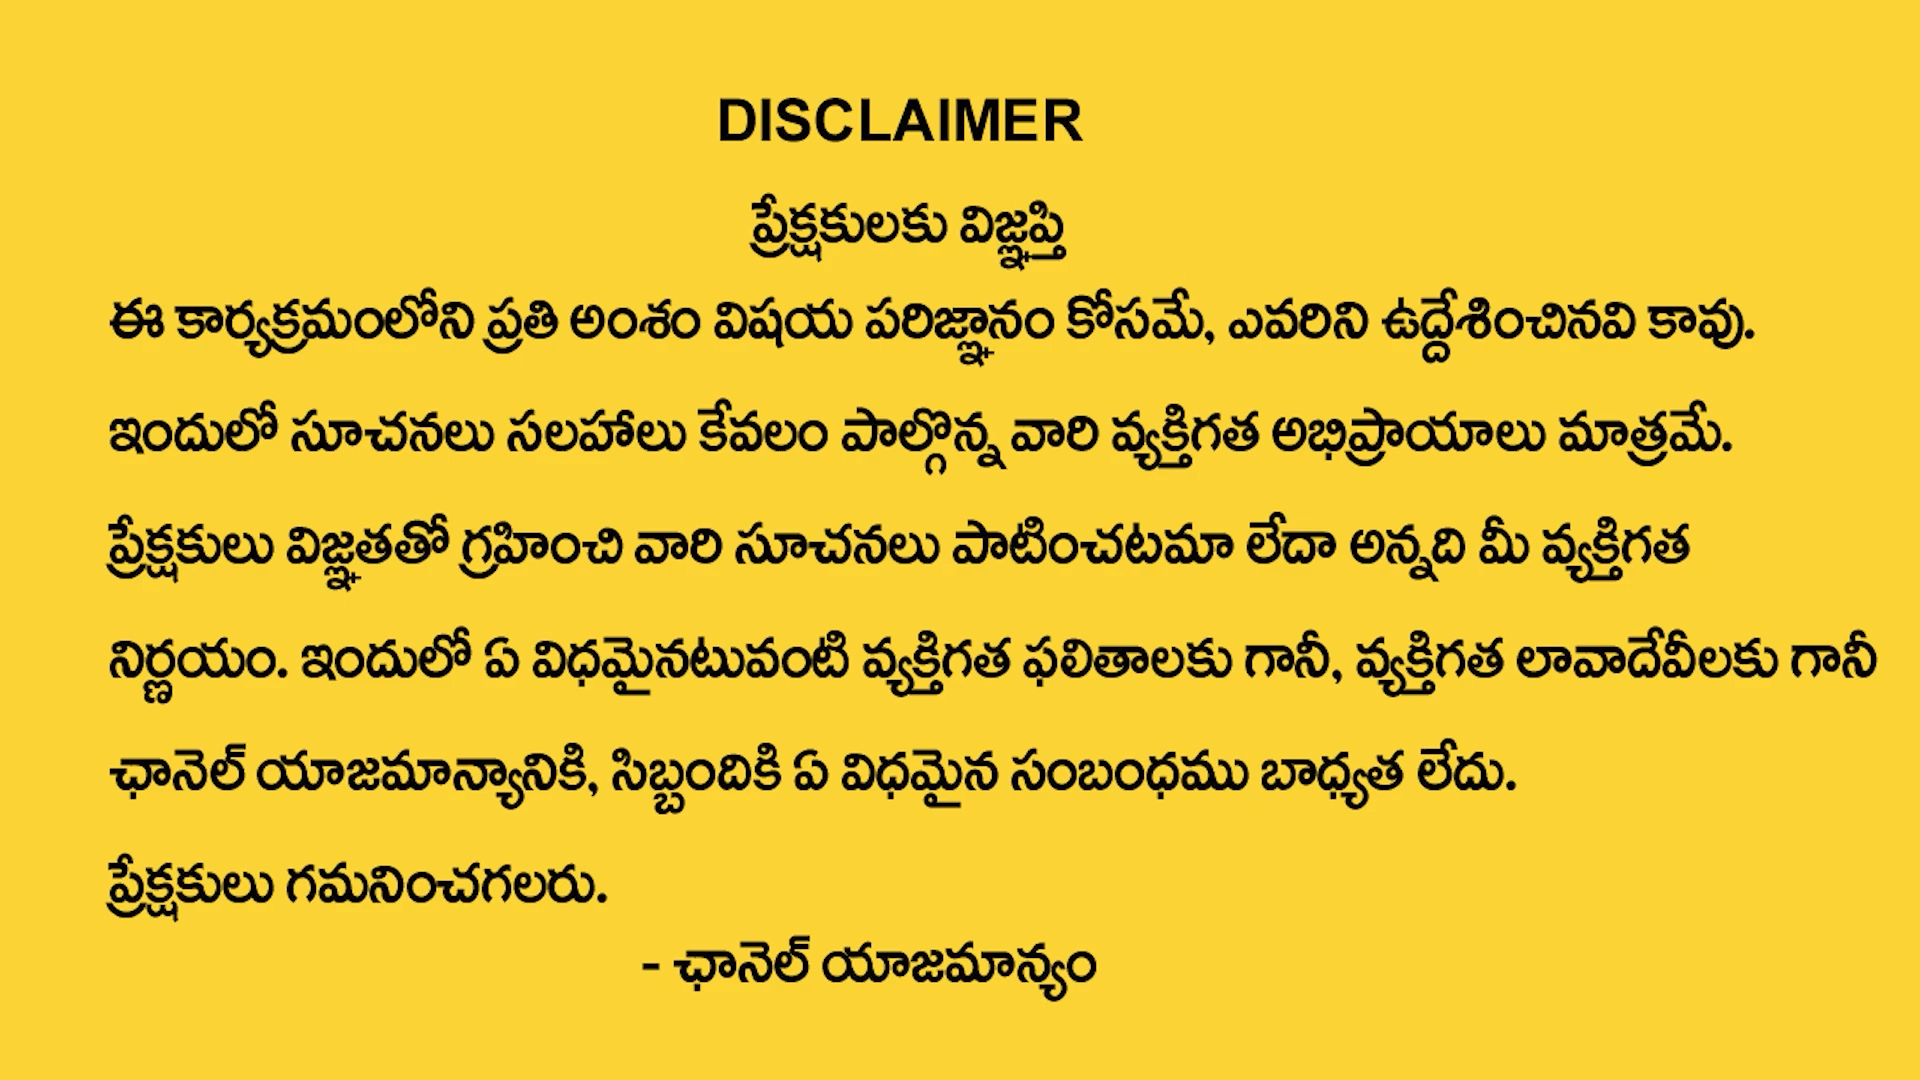 DISCLAIMER
ప్రేక్షకులకు విజ్ఞప్తి
ఈ కార్యక్రమంలోని ప్రతి అంశం విషయ పరిజ్ఞానం కోసమే, ఎవరిని ఉద్దేశించినవి కావు.
ఇందులో సూచనలు సలహాలు కేవలం పాల్గొన్న వారి వ్యక్తిగత అభిప్రాయాలు మాత్రమే.
ప్రేక్షకులు విజ్ఞతతో గ్రహించి వారి సూచనలు పాటించటమా లేదా అన్నది మీ వ్యక్తిగత
నిర్ణయం. ఇందులో ఏ విధమైనటువంటి వ్యక్తిగత ఫలితాలకు గానీ, వ్యక్తిగత లావాదేవీలకు గానీ
ఛానెల్ యాజమాన్యానికి, సిబ్బందికి ఏ విధమైన సంబంధము బాధ్యత లేదు.
ప్రేక్షకులు గమనించగలరు.
- ఛానెల్ యాజమాన్యం